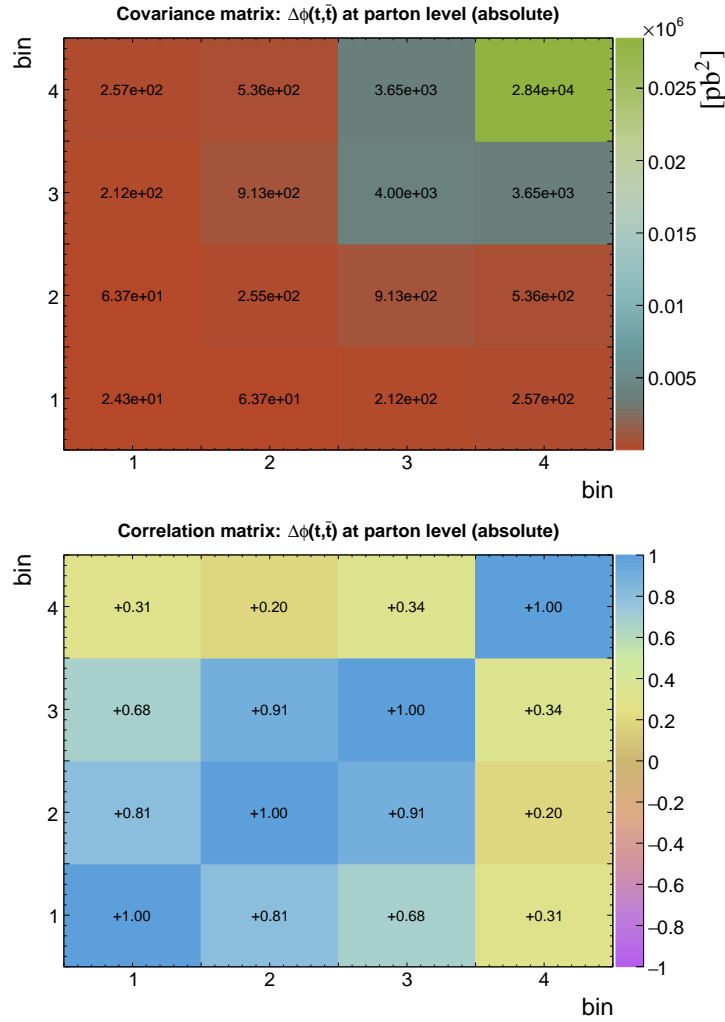 Covariance matrix: Δϕ(t,t̄) at parton level (absolute)
×10⁶
bin
[pb²]
4 2.57e+02 5.36e+02 3.65e+03 2.84e+04
3 2.12e+02 9.13e+02 4.00e+03 3.65e+03
2 6.37e+01 2.55e+02 9.13e+02 5.36e+02
1 2.43e+01 6.37e+01 2.12e+02 2.57e+02
1 2 3 4
bin
0.025
0.02
0.015
0.01
0.005
Correlation matrix: Δϕ(t,t̄) at parton level (absolute)
bin
4 +0.31 +0.20 +0.34 +1.00
3 +0.68 +0.91 +1.00 +0.34
2 +0.81 +1.00 +0.91 +0.20
1 +1.00 +0.81 +0.68 +0.31
1 2 3 4
bin
1
0.8
0.6
0.4
0.2
0
−0.2
−0.4
−0.6
−0.8
−1